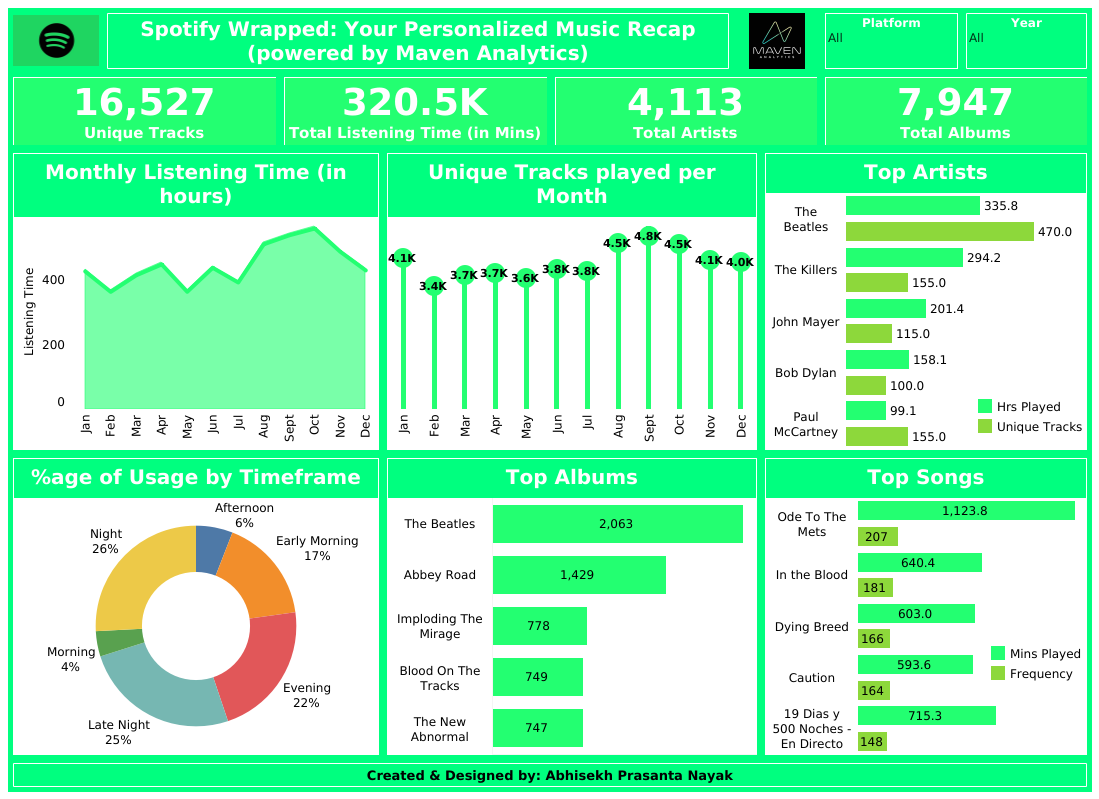 Spotify Wrapped: Your Personalized Music Recap
(powered by Maven Analytics)
MAVEN
ANALYTICS
Platform
All
Year
All
16,527
Unique Tracks
320.5K
Total Listening Time (in Mins)
4,113
Total Artists
7,947
Total Albums
Monthly Listening Time (in
hours)
Listening Time
400
200
0
Jan
Feb
Mar
Apr
May
Jun
Jul
Aug
Sept
Oct
Nov
Dec
Unique Tracks played per
Month
4.1K
3.4K
3.7K
3.7K
3.6K
3.8K
3.8K
4.5K
4.8K
4.5K
4.1K
4.0K
Jan
Feb
Mar
Apr
May
Jun
Jul
Aug
Sept
Oct
Nov
Dec
Top Artists
The
Beatles
335.8
470.0
The Killers
294.2
155.0
John Mayer
201.4
115.0
Bob Dylan
158.1
100.0
Paul
McCartney
99.1
155.0
Hrs Played
Unique Tracks
%age of Usage by Timeframe
Afternoon
6%
Early Morning
17%
Evening
22%
Late Night
25%
Morning
4%
Night
26%
Top Albums
The Beatles
2,063
Abbey Road
1,429
Imploding The
Mirage
778
Blood On The
Tracks
749
The New
Abnormal
747
Top Songs
Ode To The
Mets
1,123.8
207
In the Blood
640.4
181
Dying Breed
603.0
166
Caution
593.6
164
19 Dias y
500 Noches -
En Directo
715.3
148
Mins Played
Frequency
Created & Designed by: Abhisekh Prasanta Nayak